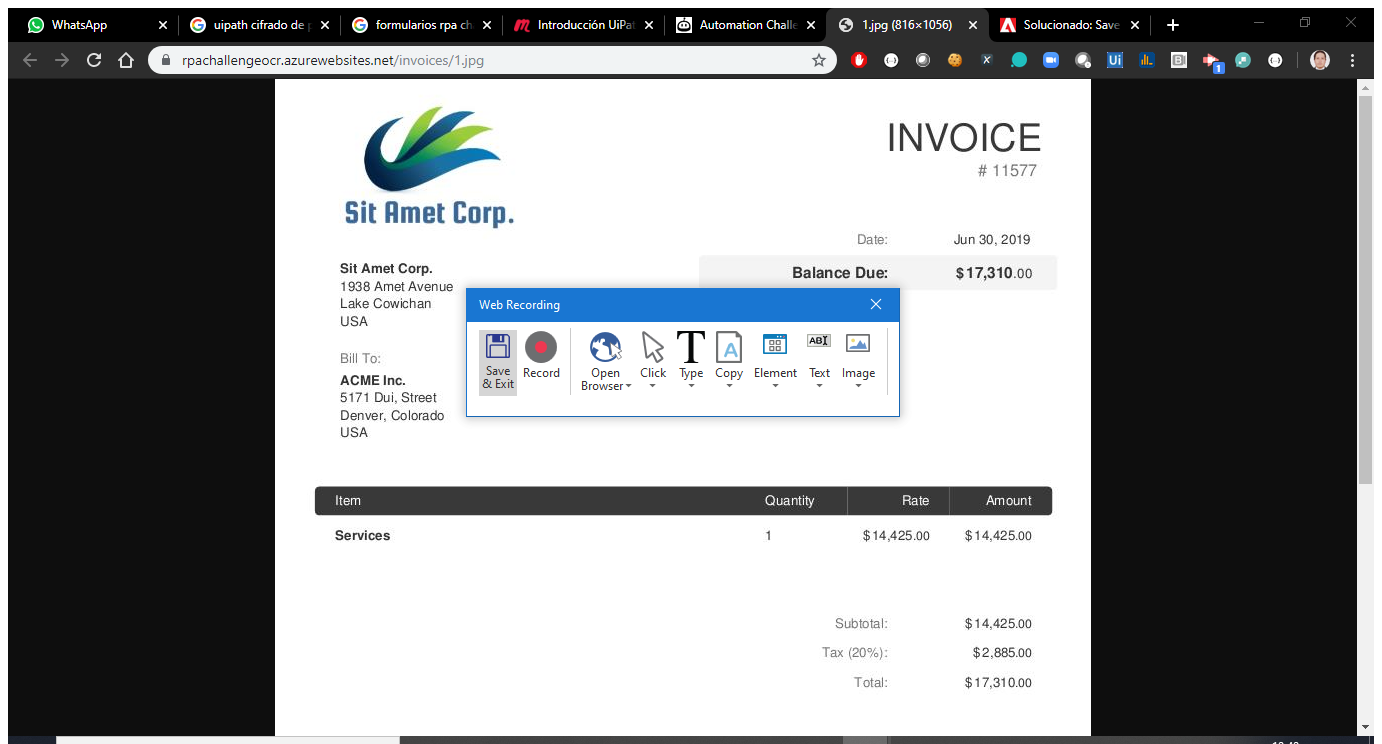 WhatsApp
uipath cifrado de p
formularios rpa ch
Introducción UiPat
Automation Challe
1.jpg (816×1056)
Solucionado: Save
rpachallengeocr.azurewebsites.net/invoices/1.jpg
Ui
1
Sit Amet Corp.
INVOICE
# 11577
Date: Jun 30, 2019
Balance Due: $17,310.00
Sit Amet Corp.
1938 Amet Avenue
Lake Cowichan
USA
Bill To:
ACME Inc.
5171 Dui, Street
Denver, Colorado
USA
Web Recording
Save & Exit
Record
Open Browser
Click
T
Type
A
Copy
Element
AB
Text
Image
Item Quantity Rate Amount
Services 1 $14,425.00 $14,425.00
Subtotal: $14,425.00
Tax (20%): $2,885.00
Total: $17,310.00